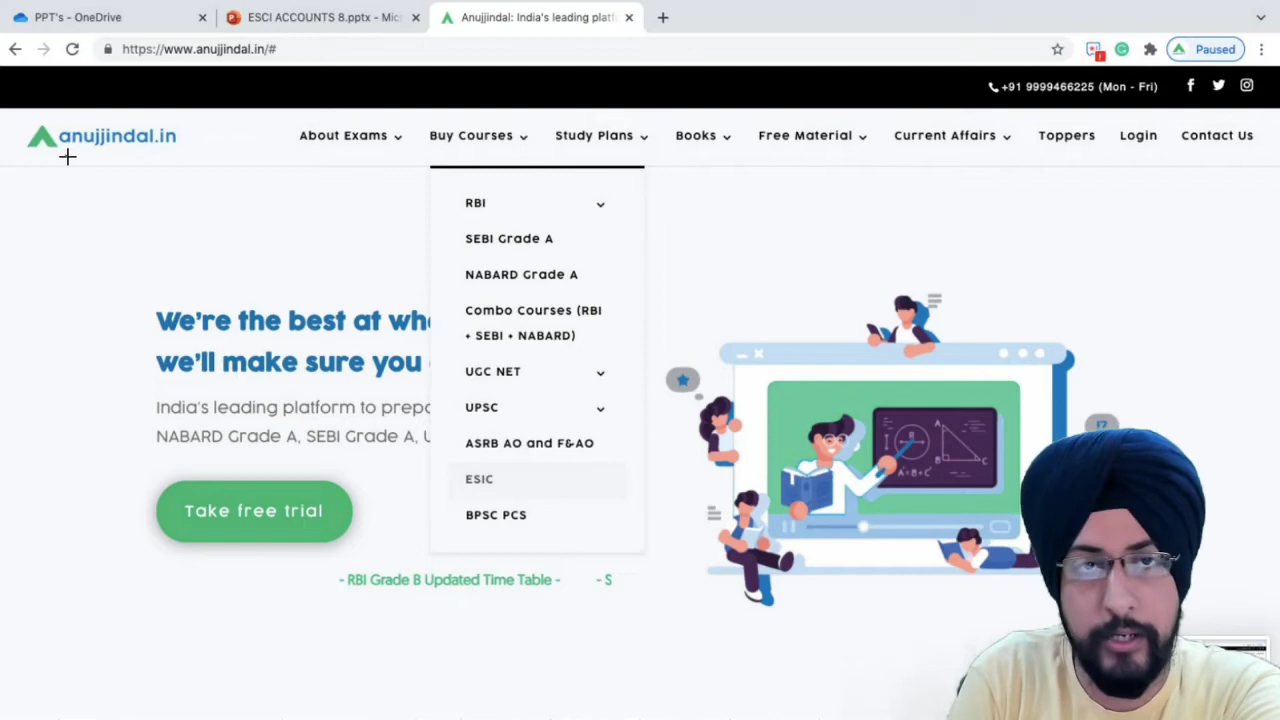 PPT's - OneDrive
ESCI ACCOUNTS 8.pptx - Mic
Anujjindal: India's leading platf
https://www.anujjindal.in/#
Paused
+91 9999466225 (Mon - Fri)
anujjindal.in
About Exams
Buy Courses
Study Plans
Books
Free Material
Current Affairs
Toppers
Login
Contact Us
RBI
SEBI Grade A
NABARD Grade A
Combo Courses (RBI
+ SEBI + NABARD)
UGC NET
UPSC
ASRB AO and F&AO
ESIC
BPSC PCS
We're the best at wh
we'll make sure you
India's leading platform to prep
NABARD Grade A, SEBI Grade A, U
Take free trial
- RBI Grade B Updated Time Table -
- S